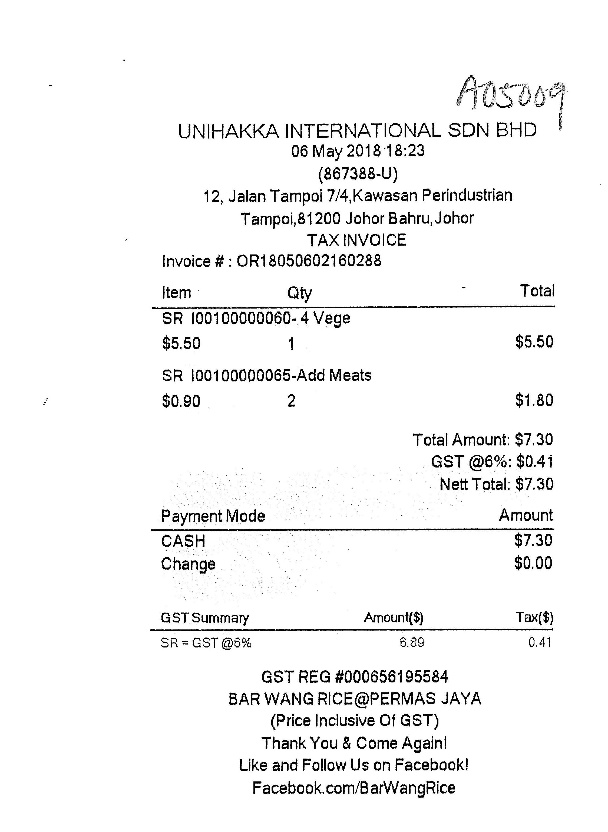 A05009
UNIHAKKA INTERNATIONAL SDN BHD
06 May 2018 18:23
(867388-U)
12, Jalan Tampoi 7/4,Kawasan Perindustrian
Tampoi,81200 Johor Bahru,Johor
TAX INVOICE
Invoice # : OR18050602160288
Item Qty Total
SR I00100000060- 4 Vege
$5.50 1 $5.50
SR I00100000065-Add Meats
$0.90 2 $1.80
Total Amount: $7.30
GST @6%: $0.41
Nett Total: $7.30
Payment Mode Amount
CASH $7.30
Change $0.00
GST Summary Amount($) Tax($)
SR = GST @6% 6.89 0.41
GST REG #000656195584
BAR WANG RICE@PERMAS JAYA
(Price Inclusive Of GST)
Thank You & Come Again!
Like and Follow Us on Facebook!
Facebook.com/BarWangRice